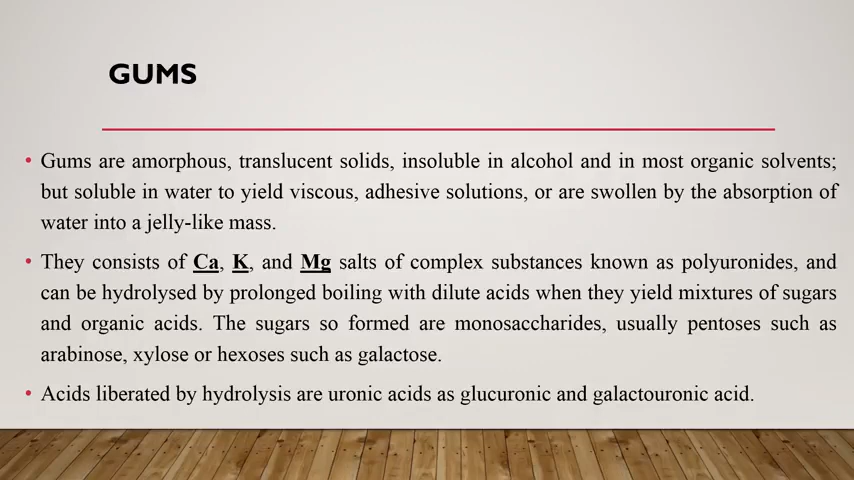 GUMS
• Gums are amorphous, translucent solids, insoluble in alcohol and in most organic solvents;
but soluble in water to yield viscous, adhesive solutions, or are swollen by the absorption of
water into a jelly-like mass.
• They consists of Ca, K, and Mg salts of complex substances known as polyuronides, and
can be hydrolysed by prolonged boiling with dilute acids when they yield mixtures of sugars
and organic acids. The sugars so formed are monosaccharides, usually pentoses such as
arabinose, xylose or hexoses such as galactose.
• Acids liberated by hydrolysis are uronic acids as glucuronic and galactouronic acid.